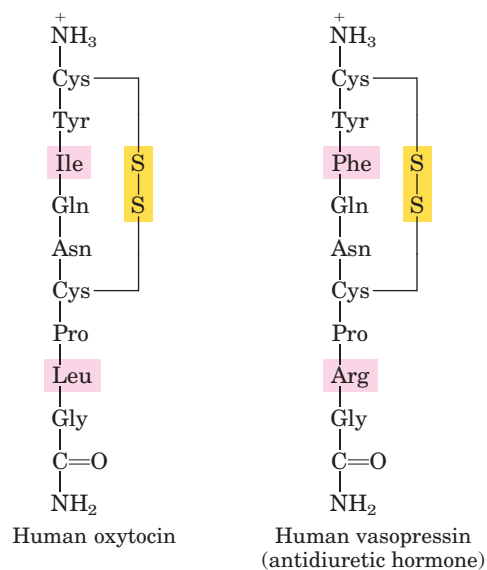 +
NH₃
Cys
Tyr
Ile
S
Gln
S
Asn
Cys
Pro
Leu
Gly
C=O
NH₂
Human oxytocin
+
NH₃
Cys
Tyr
Phe
S
Gln
S
Asn
Cys
Pro
Arg
Gly
C=O
NH₂
Human vasopressin
(antidiuretic hormone)